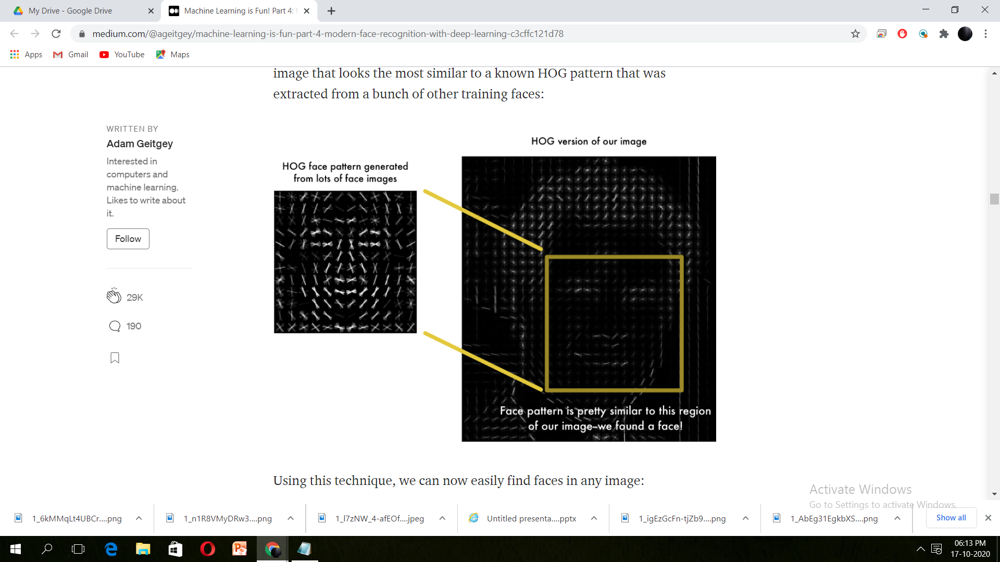 My Drive - Google Drive
Machine Learning is Fun! Part 4:
medium.com/@ageitgey/machine-learning-is-fun-part-4-modern-face-recognition-with-deep-learning-c3cffc121d78
Apps
Gmail
YouTube
Maps
image that looks the most similar to a known HOG pattern that was
extracted from a bunch of other training faces:
WRITTEN BY
Adam Geitgey
Interested in
computers and
machine learning.
Likes to write about
it.
Follow
29K
190
HOG face pattern generated
from lots of face images
HOG version of our image
Face pattern is pretty similar to this region
of our image–we found a face!
Using this technique, we can now easily find faces in any image:
Activate Windows
Go to Settings to activate Windows.
1_6kMMqLt4UBCr....png
1_n1R8VMyDRw3....png
1_l7zNW_4-afEOf....jpeg
Untitled presenta....pptx
1_igEzGcFn-tjZb9....png
1_AbEg31EgkbXS....png
Show all
06:13 PM
17-10-2020